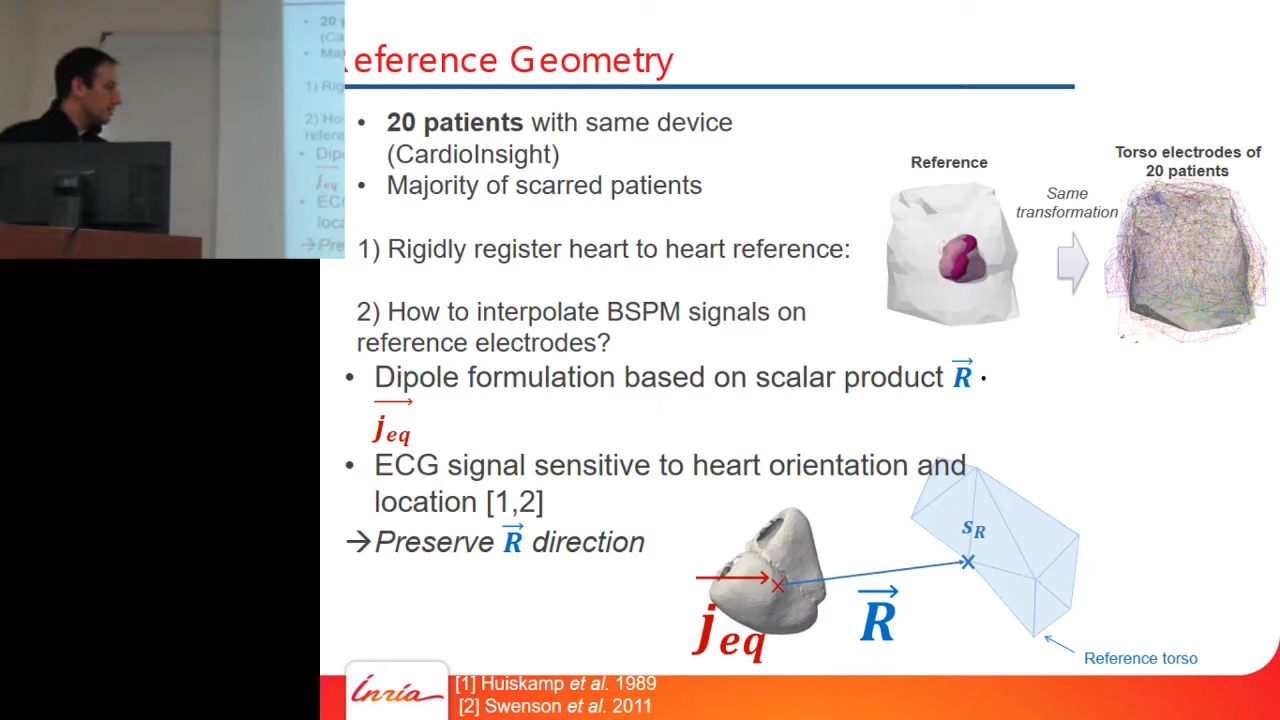 eference Geometry
• 20 patients with same device
(CardioInsight)
• Majority of scarred patients
1) Rigidly register heart to heart reference:
2) How to interpolate BSPM signals on
reference electrodes?
• Dipole formulation based on scalar product R ·
j eq
• ECG signal sensitive to heart orientation and
location [1,2]
→Preserve R direction
Reference
Same
transformation
Torso electrodes of
20 patients
s R
j eq
R
Reference torso
Inria
[1] Huiskamp et al. 1989
[2] Swenson et al. 2011